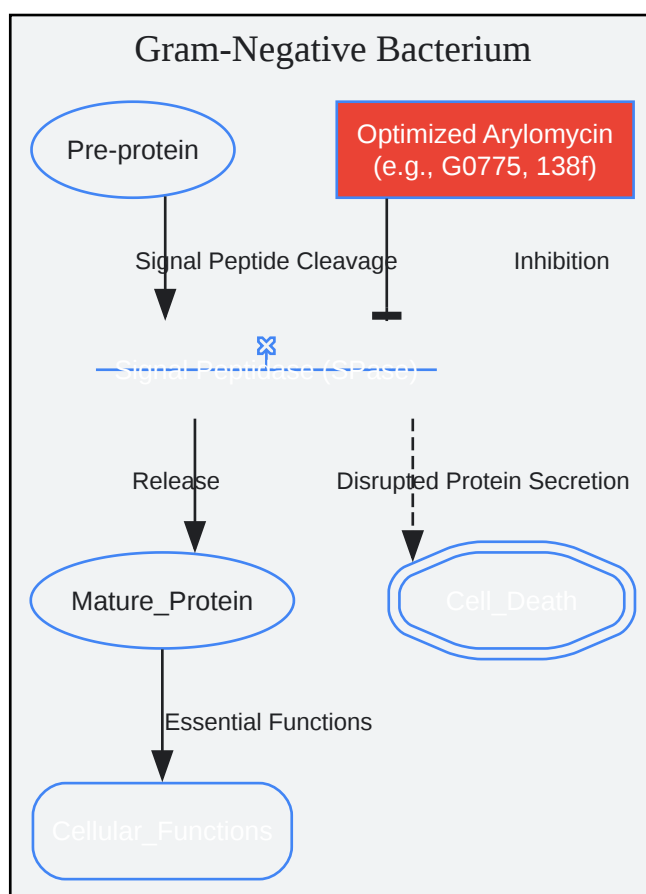 Gram-Negative Bacterium
Pre-protein
Optimized Arylomycin
(e.g., G0775, 138f)
Signal Peptide Cleavage
Inhibition
Signal Peptidase (SPase)
Release
Disrupted Protein Secretion
Mature_Protein
Cell_Death
Essential Functions
Cellular_Functions